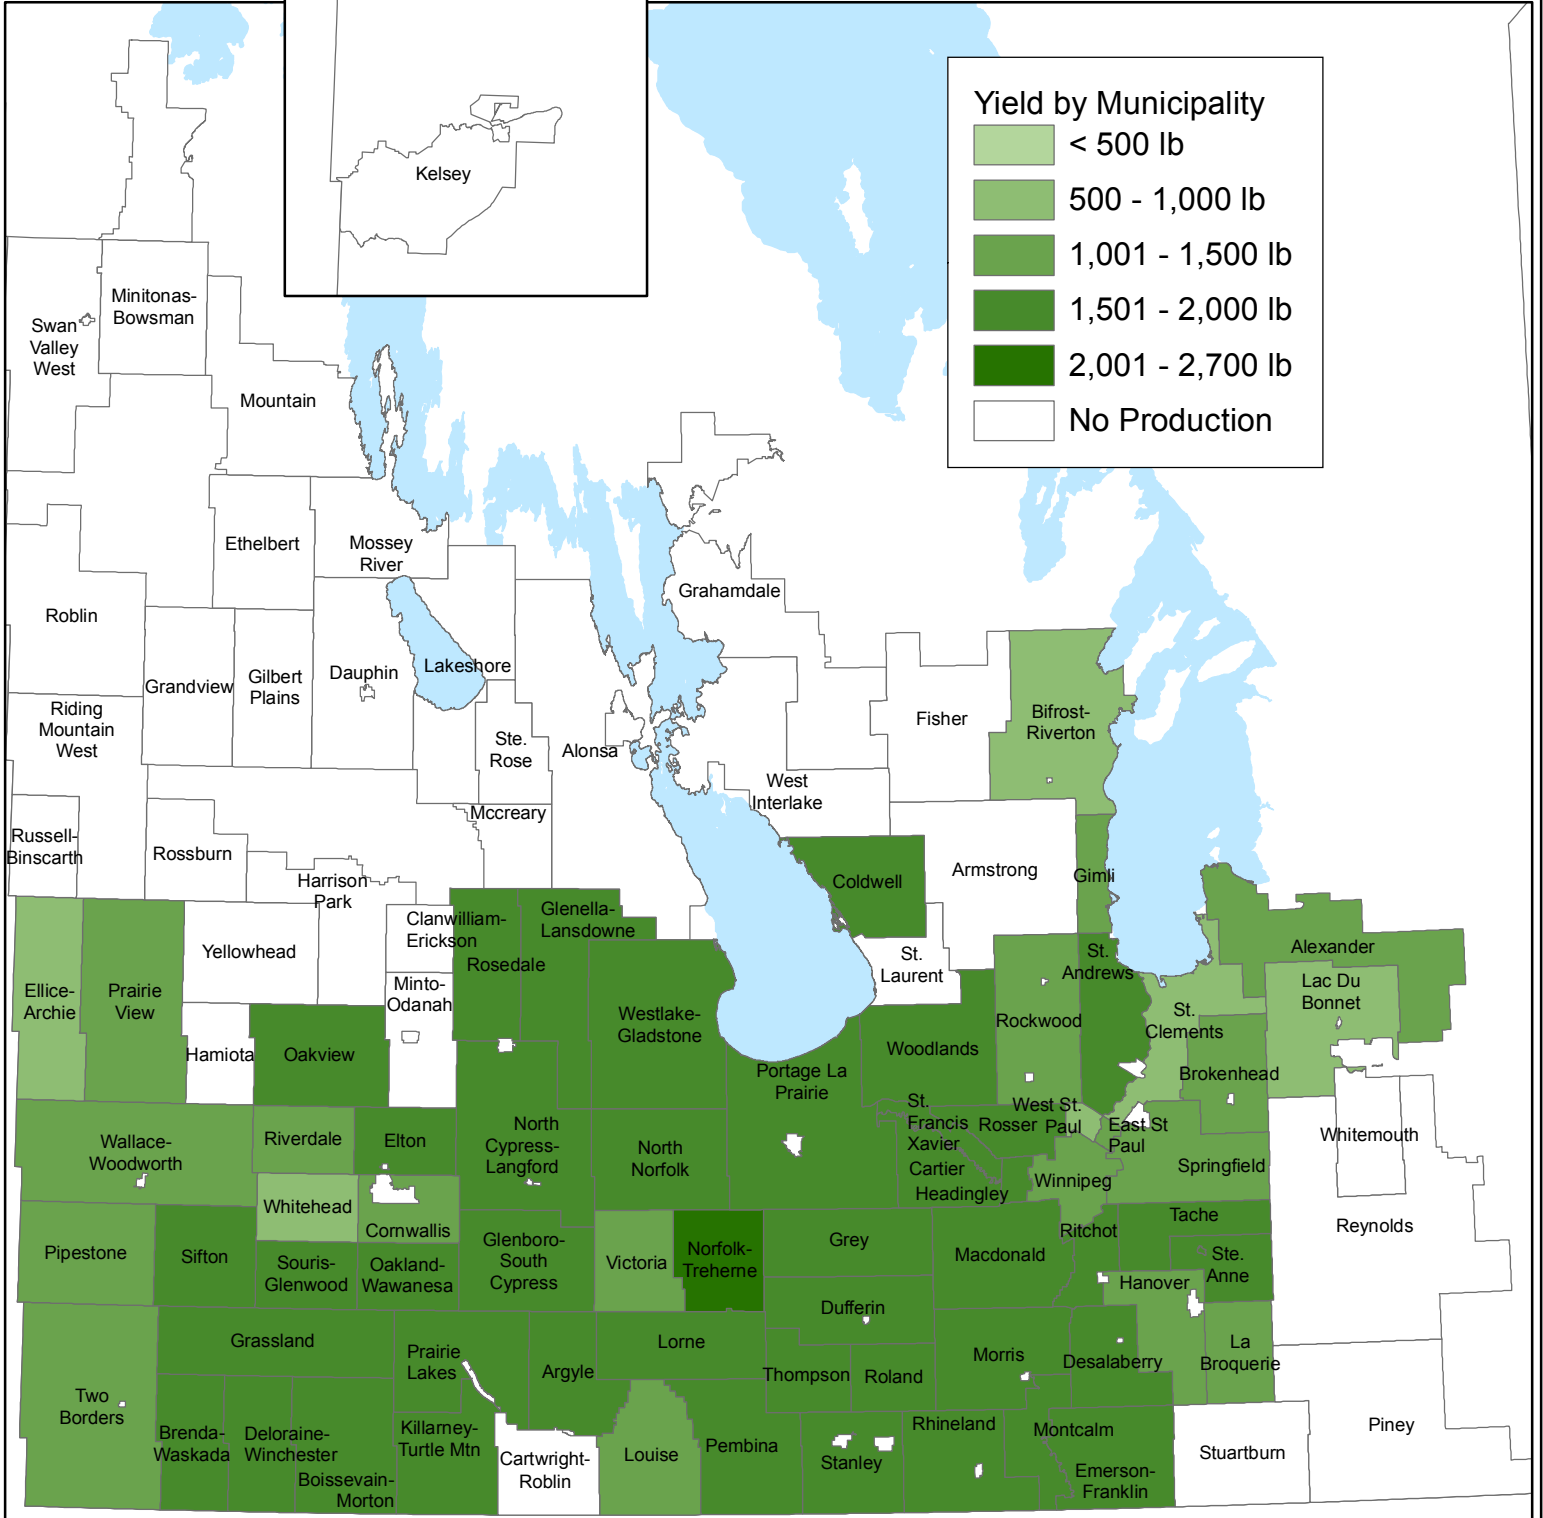 Kelsey
Yield by Municipality
< 500 lb
500 - 1,000 lb
1,001 - 1,500 lb
1,501 - 2,000 lb
2,001 - 2,700 lb
No Production
Minitonas-
Bowsman
Swan
Valley
West
Mountain
Ethelbert
Mossey
River
Grahamdale
Roblin
Grandview
Gilbert
Plains
Dauphin
Lakeshore
Riding
Mountain
West
Ste.
Rose
Alonsa
Fisher
Bifrost-
Riverton
West
Interlake
Mccreary
Russell-
Binscarth
Rossburn
Harrison
Park
Coldwell
Armstrong
Gimli
Clanwilliam-
Erickson
Glenella-
Lansdowne
Yellowhead
Rosedale
St.
Laurent
St.
Andrews
Alexander
Ellice-
Archie
Prairie
View
Minto-
Odanah
Lac Du
Bonnet
Westlake-
Gladstone
Rockwood
St.
Clements
Hamiota
Oakview
Woodlands
Portage La
Prairie
Brokenhead
St.
Francis
Xavier
Rosser
West St.
Paul
East St
Paul
Whitemouth
Wallace-
Woodworth
Riverdale
Elton
North
Cypress-
Langford
North
Norfolk
Cartier
Headingley
Winnipeg
Springfield
Whitehead
Cornwallis
Tache
Ritchot
Reynolds
Pipestone
Sifton
Souris-
Glenwood
Oakland-
Wawanesa
Glenboro-
South
Cypress
Victoria
Norfolk-
Treherne
Grey
Macdonald
Ste.
Anne
Hanover
Dufferin
Grassland
Prairie
Lakes
Argyle
Lorne
Thompson
Roland
Morris
Desalaberry
La
Broquerie
Two
Borders
Brenda-
Waskada
Deloraine-
Winchester
Boissevain-
Morton
Killarney-
Turtle Mtn
Cartwright-
Roblin
Louise
Pembina
Stanley
Rhineland
Montcalm
Emerson-
Franklin
Stuartburn
Piney